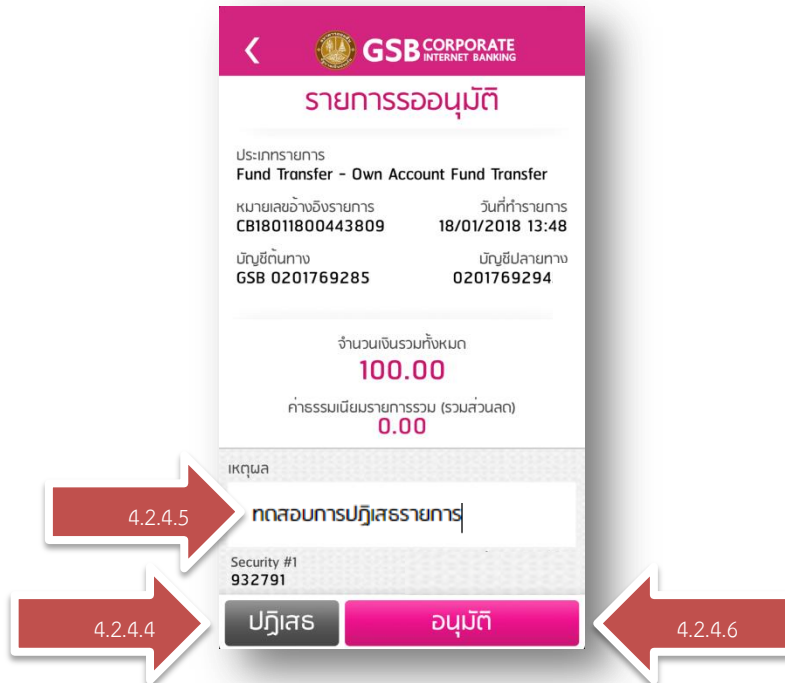 GSB CORPORATE INTERNET BANKING
รายการรออนุมัติ
ประเภทรายการ
Fund Transfer - Own Account Fund Transfer
หมายเลขอ้างอิงรายการ วันที่ทำรายการ
CB18011800443809 18/01/2018 13:48
บัญชีต้นทาง บัญชีปลายทาง
GSB 0201769285 0201769294
จำนวนเงินรวมทั้งหมด
100.00
ค่าธรรมเนียมรายการรวม (รวมส่วนลด)
0.00
เหตุผล
4.2.4.5 ทดสอบการปฏิเสธรายการ
Security #1
932791
4.2.4.4 ปฏิเสธ อนุมัติ 4.2.4.6